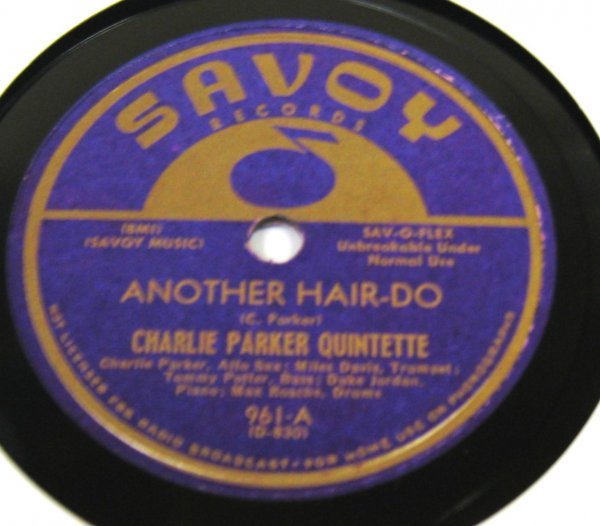 SAVOY
RECORDS
(BMI)
(SAVOY MUSIC)
SAV-O-FLEX
Unbreakable Under
Normal Use
ANOTHER HAIR-DO
(C. Parker)
CHARLIE PARKER QUINTETTE
Charlie Parker, Alto Sax; Miles Davis, Trumpet;
Tommy Potter, Bass; Duke Jordan,
Piano; Max Roache, Drums
961-A
(D-830)
NOT LICENSED FOR RADIO BROADCAST-FOR HOME USE ON PHONOGRAPHS